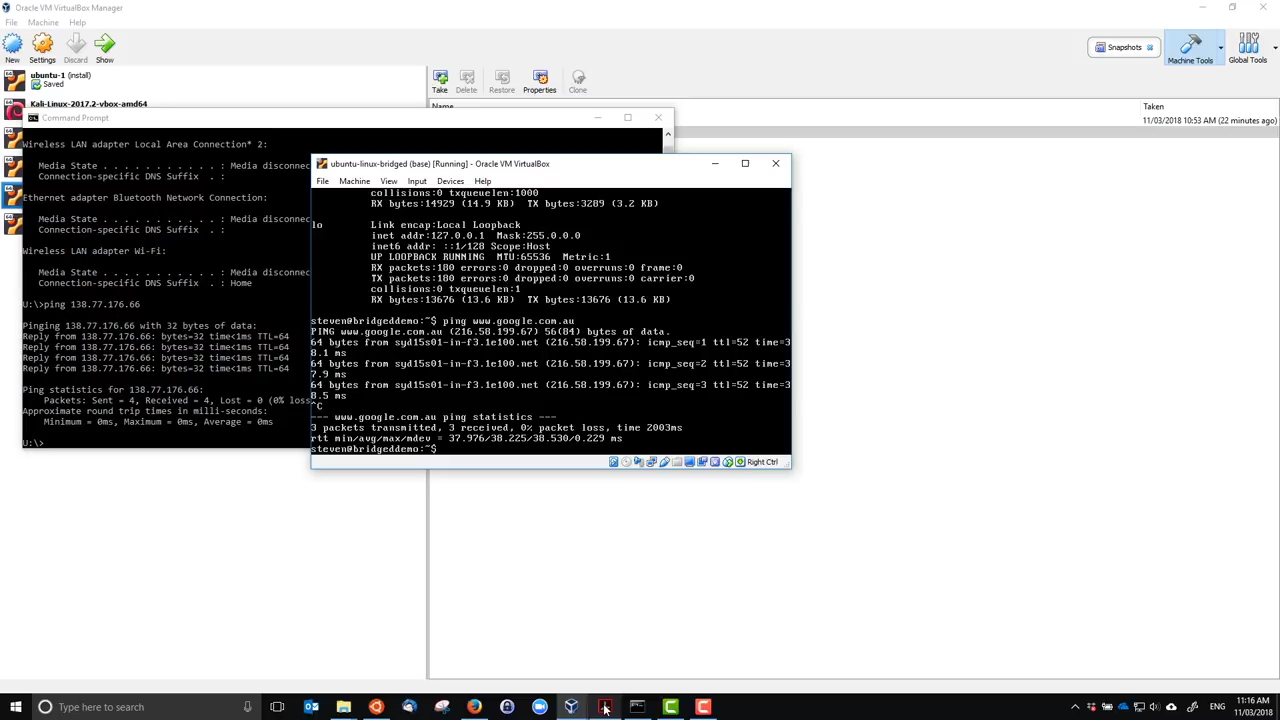 Oracle VM VirtualBox Manager
File Machine Help
New Settings Discard Show
Snapshots
Machine Tools
Global Tools
ubuntu-1 (install)
Saved
Kali-Linux-2017.2-vbox-amd64
Take Delete Restore Properties Clone
Name
Taken
11/03/2018 10:53 AM (22 minutes ago)
Command Prompt
Wireless LAN adapter Local Area Connection* 2:
Media State . . . . . . . . . . . : Media disconnec
Connection-specific DNS Suffix . :
Ethernet adapter Bluetooth Network Connection:
Media State . . . . . . . . . . . : Media disconnec
Connection-specific DNS Suffix . :
Wireless LAN adapter Wi-Fi:
Media State . . . . . . . . . . . : Media disconnec
Connection-specific DNS Suffix . : Home
U:\>ping 138.77.176.66
Pinging 138.77.176.66 with 32 bytes of data:
Reply from 138.77.176.66: bytes=32 time<1ms TTL=64
Reply from 138.77.176.66: bytes=32 time<1ms TTL=64
Reply from 138.77.176.66: bytes=32 time<1ms TTL=64
Reply from 138.77.176.66: bytes=32 time<1ms TTL=64
Ping statistics for 138.77.176.66:
Packets: Sent = 4, Received = 4, Lost = 0 (0% loss
Approximate round trip times in milli-seconds:
Minimum = 0ms, Maximum = 0ms, Average = 0ms
U:\>
ubuntu-linux-bridged (base) [Running] - Oracle VM VirtualBox
File Machine View Input Devices Help
collisions:0 txqueuelen:1000
RX bytes:14929 (14.9 KB) TX bytes:3289 (3.2 KB)
lo Link encap:Local Loopback
inet addr:127.0.0.1 Mask:255.0.0.0
inet6 addr: ::1/128 Scope:Host
UP LOOPBACK RUNNING MTU:65536 Metric:1
RX packets:180 errors:0 dropped:0 overruns:0 frame:0
TX packets:180 errors:0 dropped:0 overruns:0 carrier:0
collisions:0 txqueuelen:1
RX bytes:13676 (13.6 KB) TX bytes:13676 (13.6 KB)
steven@bridgeddemo:~$ ping www.google.com.au
PING www.google.com.au (216.58.199.67) 56(84) bytes of data.
64 bytes from syd15s01-in-f3.1e100.net (216.58.199.67): icmp_seq=1 ttl=52 time=3
8.1 ms
64 bytes from syd15s01-in-f3.1e100.net (216.58.199.67): icmp_seq=2 ttl=52 time=3
7.9 ms
64 bytes from syd15s01-in-f3.1e100.net (216.58.199.67): icmp_seq=3 ttl=52 time=3
8.5 ms
^C
--- www.google.com.au ping statistics ---
3 packets transmitted, 3 received, 0% packet loss, time 2003ms
rtt min/avg/max/mdev = 37.976/38.225/38.530/0.229 ms
steven@bridgeddemo:~$
Right Ctrl
Type here to search
ENG
11:16 AM
11/03/2018